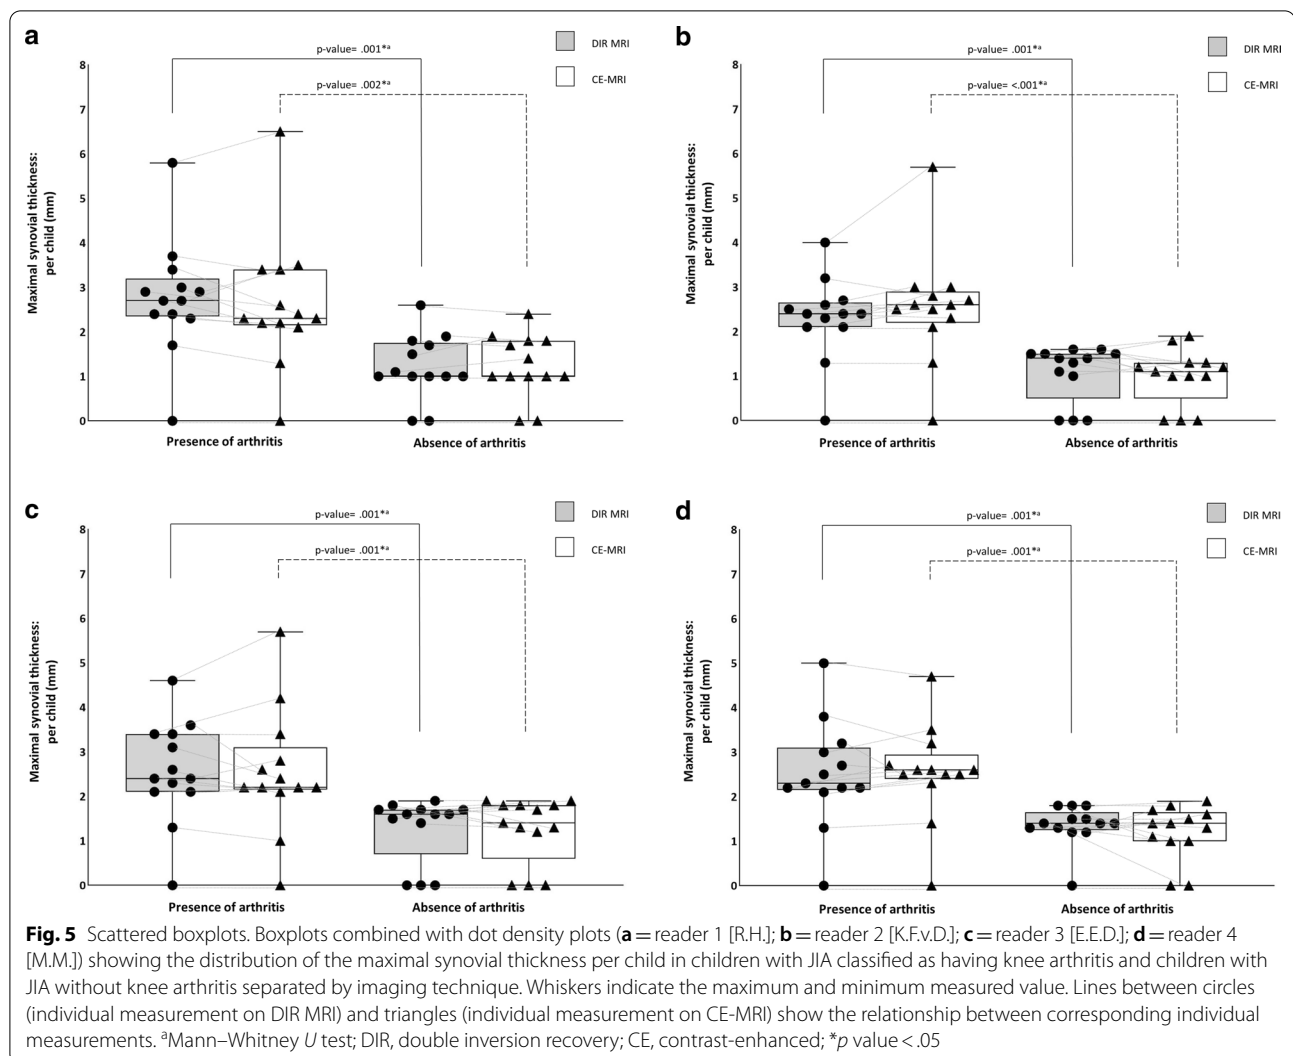 a
DIR MRI
CE-MRI
p-value= .001*ᵃ
p-value= .002*ᵃ
Maximal synovial thickness:
per child (mm)
8
7
6
5
4
3
2
1
0
Presence of arthritis
Absence of arthritis
b
DIR MRI
CE-MRI
p-value= .001*ᵃ
p-value= <.001*ᵃ
Maximal synovial thickness:
per child (mm)
8
7
6
5
4
3
2
1
0
Presence of arthritis
Absence of arthritis
c
DIR MRI
CE-MRI
p-value= .001*ᵃ
p-value= .001*ᵃ
Maximal synovial thickness:
per child (mm)
8
7
6
5
4
3
2
1
0
Presence of arthritis
Absence of arthritis
d
DIR MRI
CE-MRI
p-value= .001*ᵃ
p-value= .001*ᵃ
Maximal synovial thickness:
per child (mm)
8
7
6
5
4
3
2
1
0
Presence of arthritis
Absence of arthritis
Fig. 5 Scattered boxplots. Boxplots combined with dot density plots (a = reader 1 [R.H.]; b = reader 2 [K.F.v.D.]; c = reader 3 [E.E.D.]; d = reader 4
[M.M.]) showing the distribution of the maximal synovial thickness per child in children with JIA classified as having knee arthritis and children with
JIA without knee arthritis separated by imaging technique. Whiskers indicate the maximum and minimum measured value. Lines between circles
(individual measurement on DIR MRI) and triangles (individual measurement on CE-MRI) show the relationship between corresponding individual
measurements. ᵃMann–Whitney U test; DIR, double inversion recovery; CE, contrast-enhanced; *p value < .05